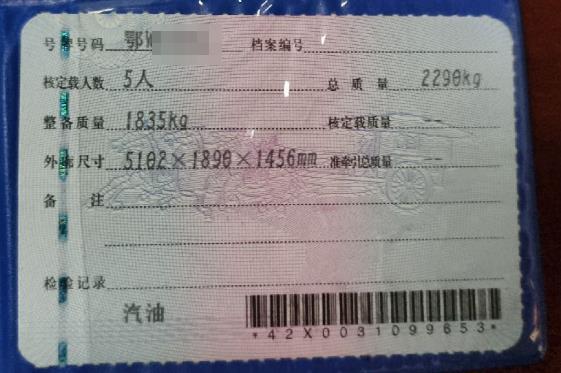 号牌号码 鄂 档案编号
核定载人数 5人 总质量 2290kg
整备质量 1835kg 核定载质量 --
外廓尺寸 5102×1890×1456mm 准牵引总质量 --
备注
检验记录
汽油
*42X0031099653*